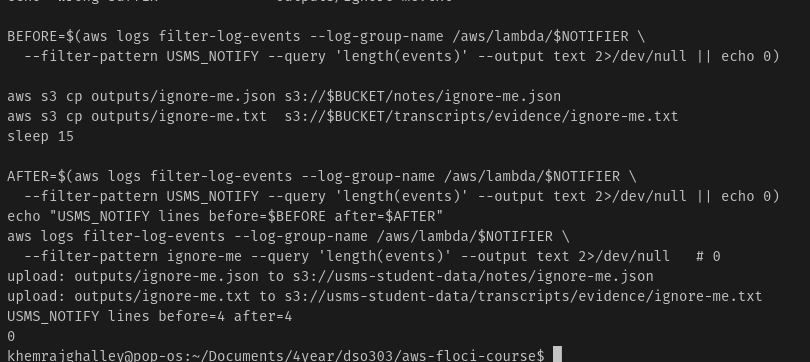 BEFORE=$(aws logs filter-log-events --log-group-name /aws/lambda/$NOTIFIER \
  --filter-pattern USMS_NOTIFY --query 'length(events)' --output text 2>/dev/null || echo 0)

aws s3 cp outputs/ignore-me.json s3://$BUCKET/notes/ignore-me.json
aws s3 cp outputs/ignore-me.txt  s3://$BUCKET/transcripts/evidence/ignore-me.txt
sleep 15

AFTER=$(aws logs filter-log-events --log-group-name /aws/lambda/$NOTIFIER \
  --filter-pattern USMS_NOTIFY --query 'length(events)' --output text 2>/dev/null || echo 0)
echo "USMS_NOTIFY lines before=$BEFORE after=$AFTER"
aws logs filter-log-events --log-group-name /aws/lambda/$NOTIFIER \
  --filter-pattern ignore-me --query 'length(events)' --output text 2>/dev/null   # 0
upload: outputs/ignore-me.json to s3://usms-student-data/notes/ignore-me.json
upload: outputs/ignore-me.txt to s3://usms-student-data/transcripts/evidence/ignore-me.txt
USMS_NOTIFY lines before=4 after=4
0
khemrajghalley@pop-os:~/Documents/4year/dso303/aws-floci-course$